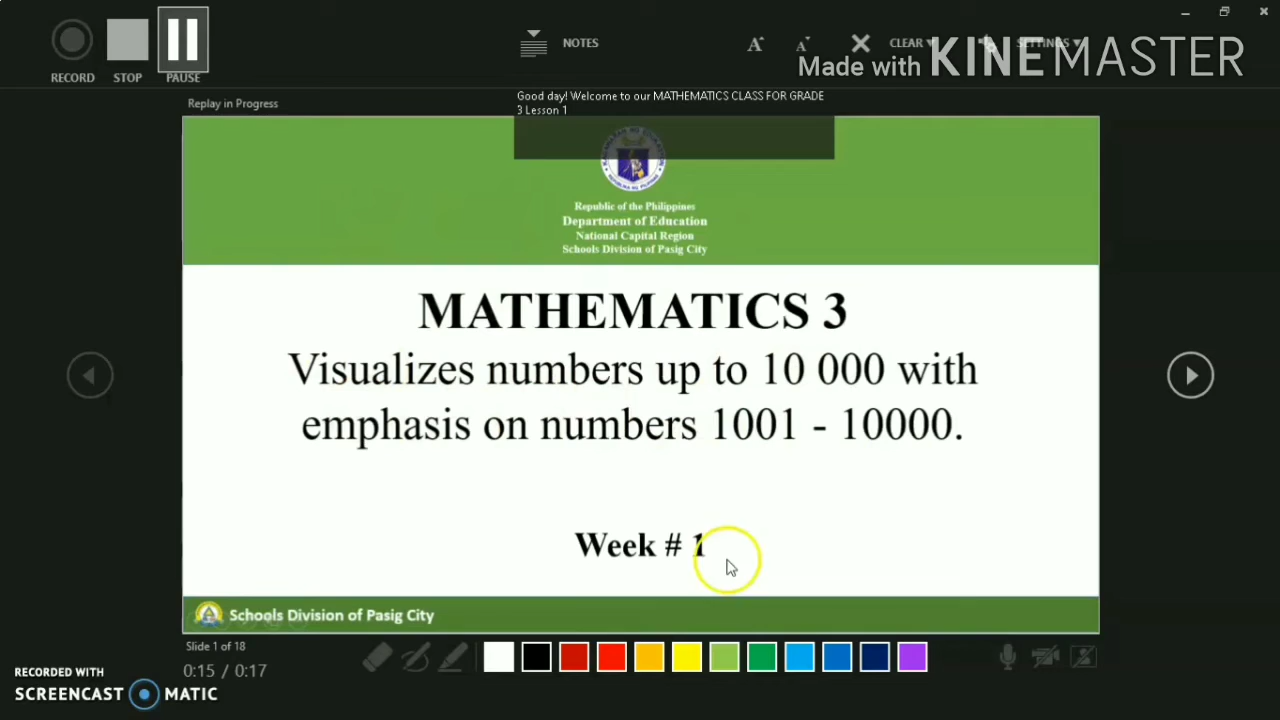 RECORD
STOP
PAUSE
NOTES
CLEAR
SETTINGS
Made with KINEMASTER
Replay in Progress
Good day! Welcome to our MATHEMATICS CLASS FOR GRADE
3 Lesson 1
Republic of the Philippines
Department of Education
National Capital Region
Schools Division of Pasig City
MATHEMATICS 3
Visualizes numbers up to 10 000 with
emphasis on numbers 1001 - 10000.
Week # 1
Schools Division of Pasig City
Slide 1 of 18
0:15 / 0:17
RECORDED WITH
SCREENCAST MATIC